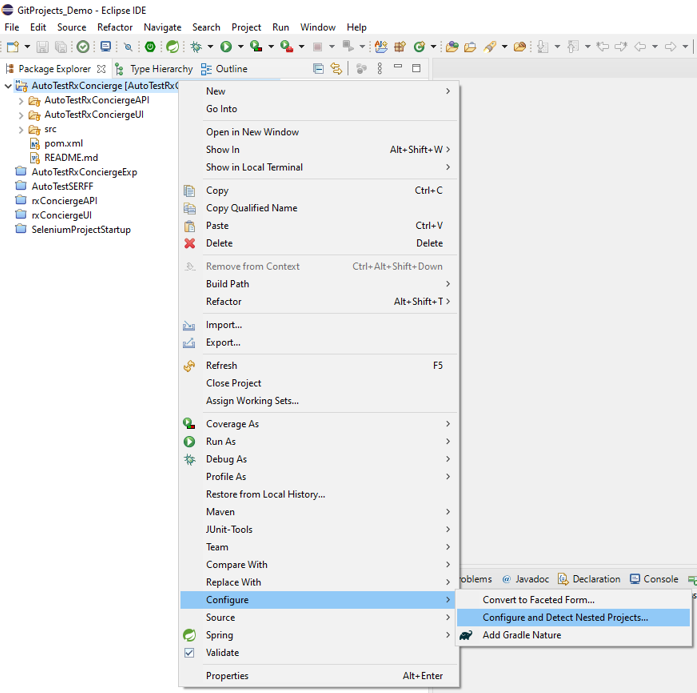 GitProjects_Demo - Eclipse IDE
File Edit Source Refactor Navigate Search Project Run Window Help
Package Explorer Type Hierarchy Outline
AutoTestRxConcierge [AutoTestRxC
AutoTestRxConciergeAPI
AutoTestRxConciergeUI
src
pom.xml
README.md
AutoTestRxConciergeExp
AutoTestSERFF
rxConciergeAPI
rxConciergeUI
SeleniumProjectStartup
New
Go Into
Open in New Window
Show In Alt+Shift+W
Show in Local Terminal
Copy Ctrl+C
Copy Qualified Name
Paste Ctrl+V
Delete Delete
Remove from Context Ctrl+Alt+Shift+Down
Build Path
Refactor Alt+Shift+T
Import...
Export...
Refresh F5
Close Project
Assign Working Sets...
Coverage As
Run As
Debug As
Profile As
Restore from Local History...
Maven
JUnit-Tools
Team
Compare With
Replace With
Configure
Source
Spring
Validate
Properties Alt+Enter
oblems Javadoc Declaration Console
Convert to Faceted Form...
Configure and Detect Nested Projects...
Add Gradle Nature